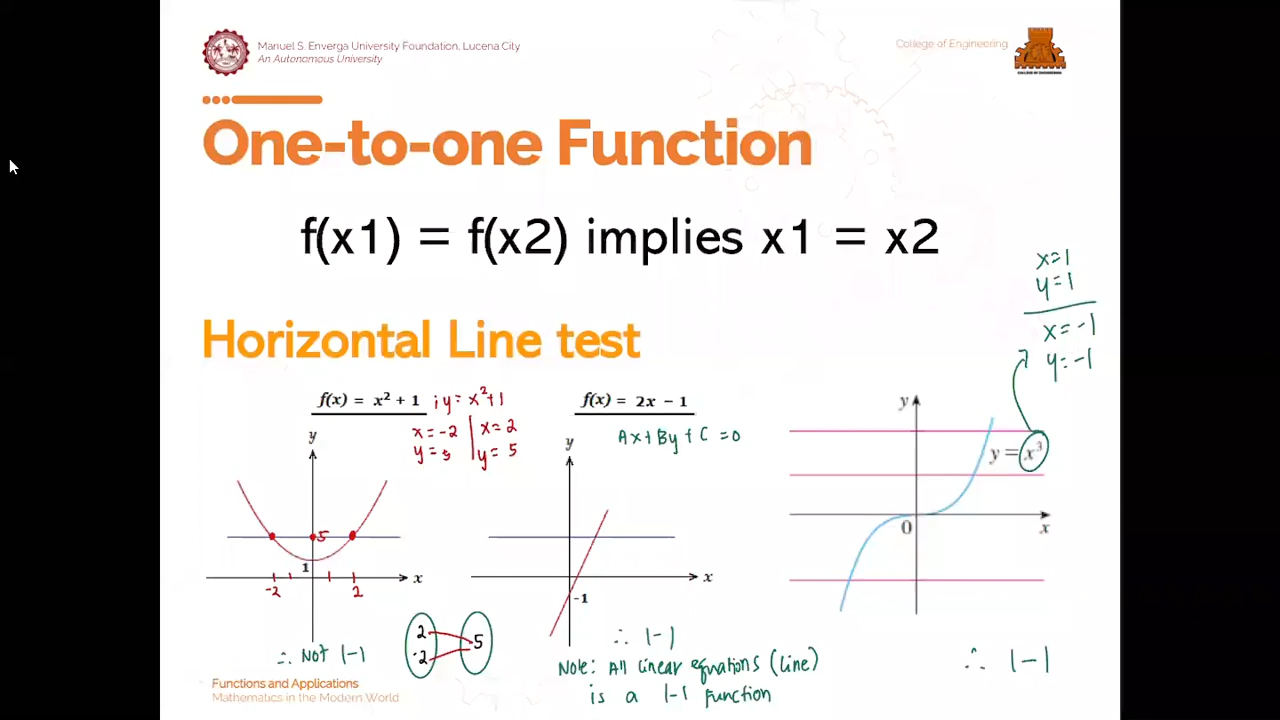 Manuel S. Enverga University Foundation, Lucena City
An Autonomous University
College of Engineering
COLLEGE OF ENGINEERING
One-to-one Function
f(x1) = f(x2) implies x1 = x2
x=1
y=1
x=-1
y=-1
Horizontal Line test
f(x) = x² + 1 ; y = x²+1
x=-2 | x=2
y=5 | y=5
y
5
1
x
-2 2
∴ Not 1-1
2
-2
5
f(x) = 2x − 1
Ax+By+C=0
y
x
-1
∴ 1-1
Note: All linear equations (line)
is a 1-1 function
y
y = x³
0
x
∴ 1-1
Functions and Applications
Mathematics in the Modern World